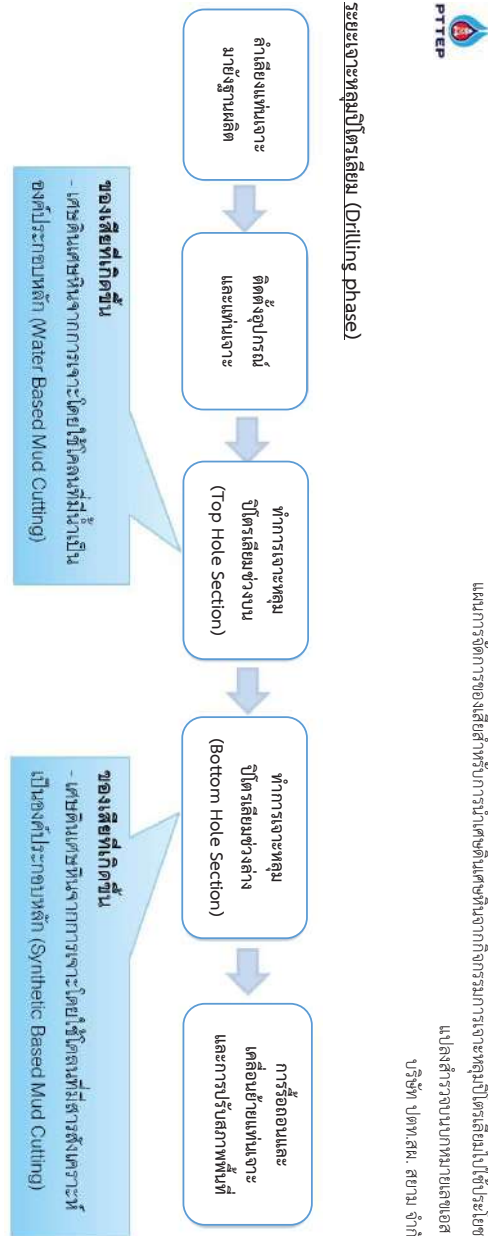 PTTEP
แผนการจัดการของเสียสำหรับการนำเศษดินเศษหินจากกิจกรรมการเจาะหลุมปิโตรเลียมไปใช้ประโยช
แปลงสำรวจบนบกหมายเลขเอส
บริษัท ปตท.สผ. สยาม จำกั
ระยะเจาะหลุมปิโตรเลียม (Drilling phase)
ลำเลียงแท่นเจาะ
มายังฐานผลิต
ติดตั้งอุปกรณ์
และแท่นเจาะ
ทำการเจาะหลุม
ปิโตรเลียมช่วงบน
(Top Hole Section)
ทำการเจาะหลุม
ปิโตรเลียมช่วงล่าง
(Bottom Hole Section)
การรื้อถอนและ
เคลื่อนย้ายแท่นเจาะ
และการปรับสภาพพื้นที่
ของเสียที่เกิดขึ้น
- เศษดินเศษหินจากการเจาะโดยใช้โคลนที่มีน้ำเป็น
องค์ประกอบหลัก (Water Based Mud Cutting)
ของเสียที่เกิดขึ้น
- เศษดินเศษหินจากการเจาะโดยใช้โคลนที่มีสารสังเคราะห์
เป็นองค์ประกอบหลัก (Synthetic Based Mud Cutting)